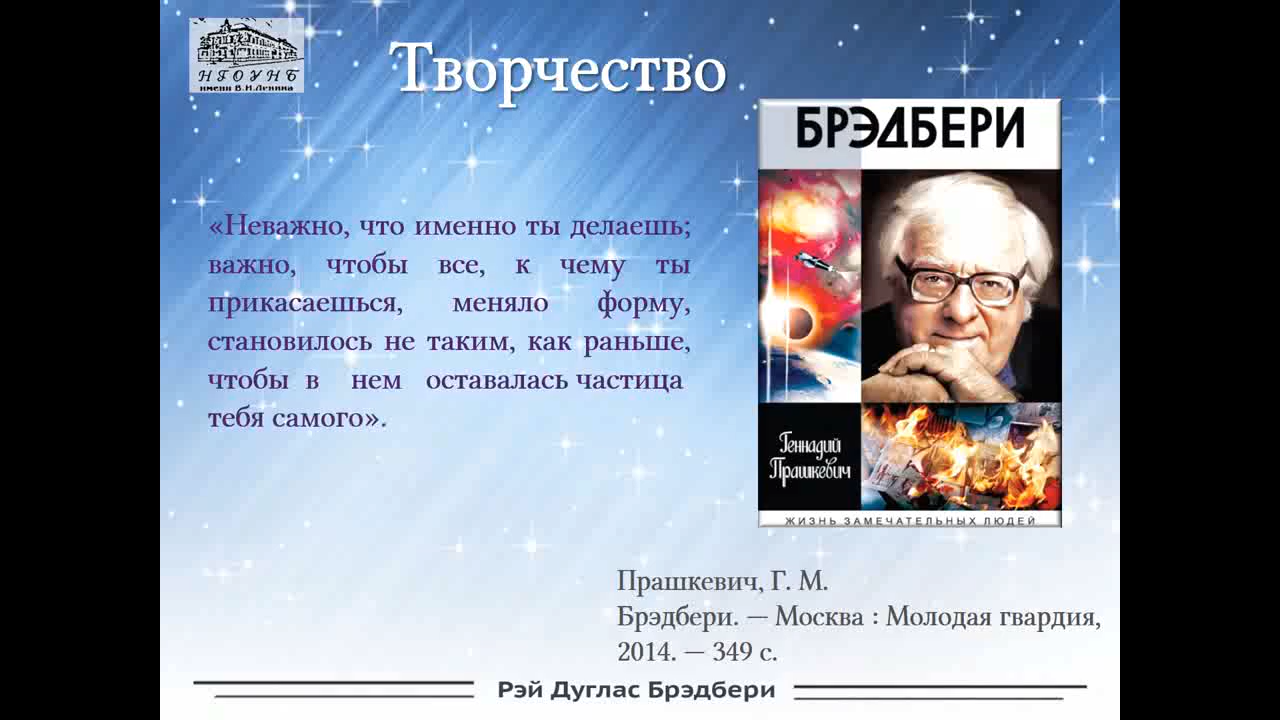 НГОУНБ
имени В.И.Ленина
Творчество
БРЭДБЕРИ
«Неважно, что именно ты делаешь;
важно, чтобы все, к чему ты
прикасаешься, меняло форму,
становилось не таким, как раньше,
чтобы в нем оставалась частица
тебя самого».
Геннадий
Прашкевич
ЖИЗНЬ ЗАМЕЧАТЕЛЬНЫХ ЛЮДЕЙ
Прашкевич, Г. М.
Брэдбери. — Москва : Молодая гвардия,
2014. — 349 с.
Рэй Дуглас Брэдбери